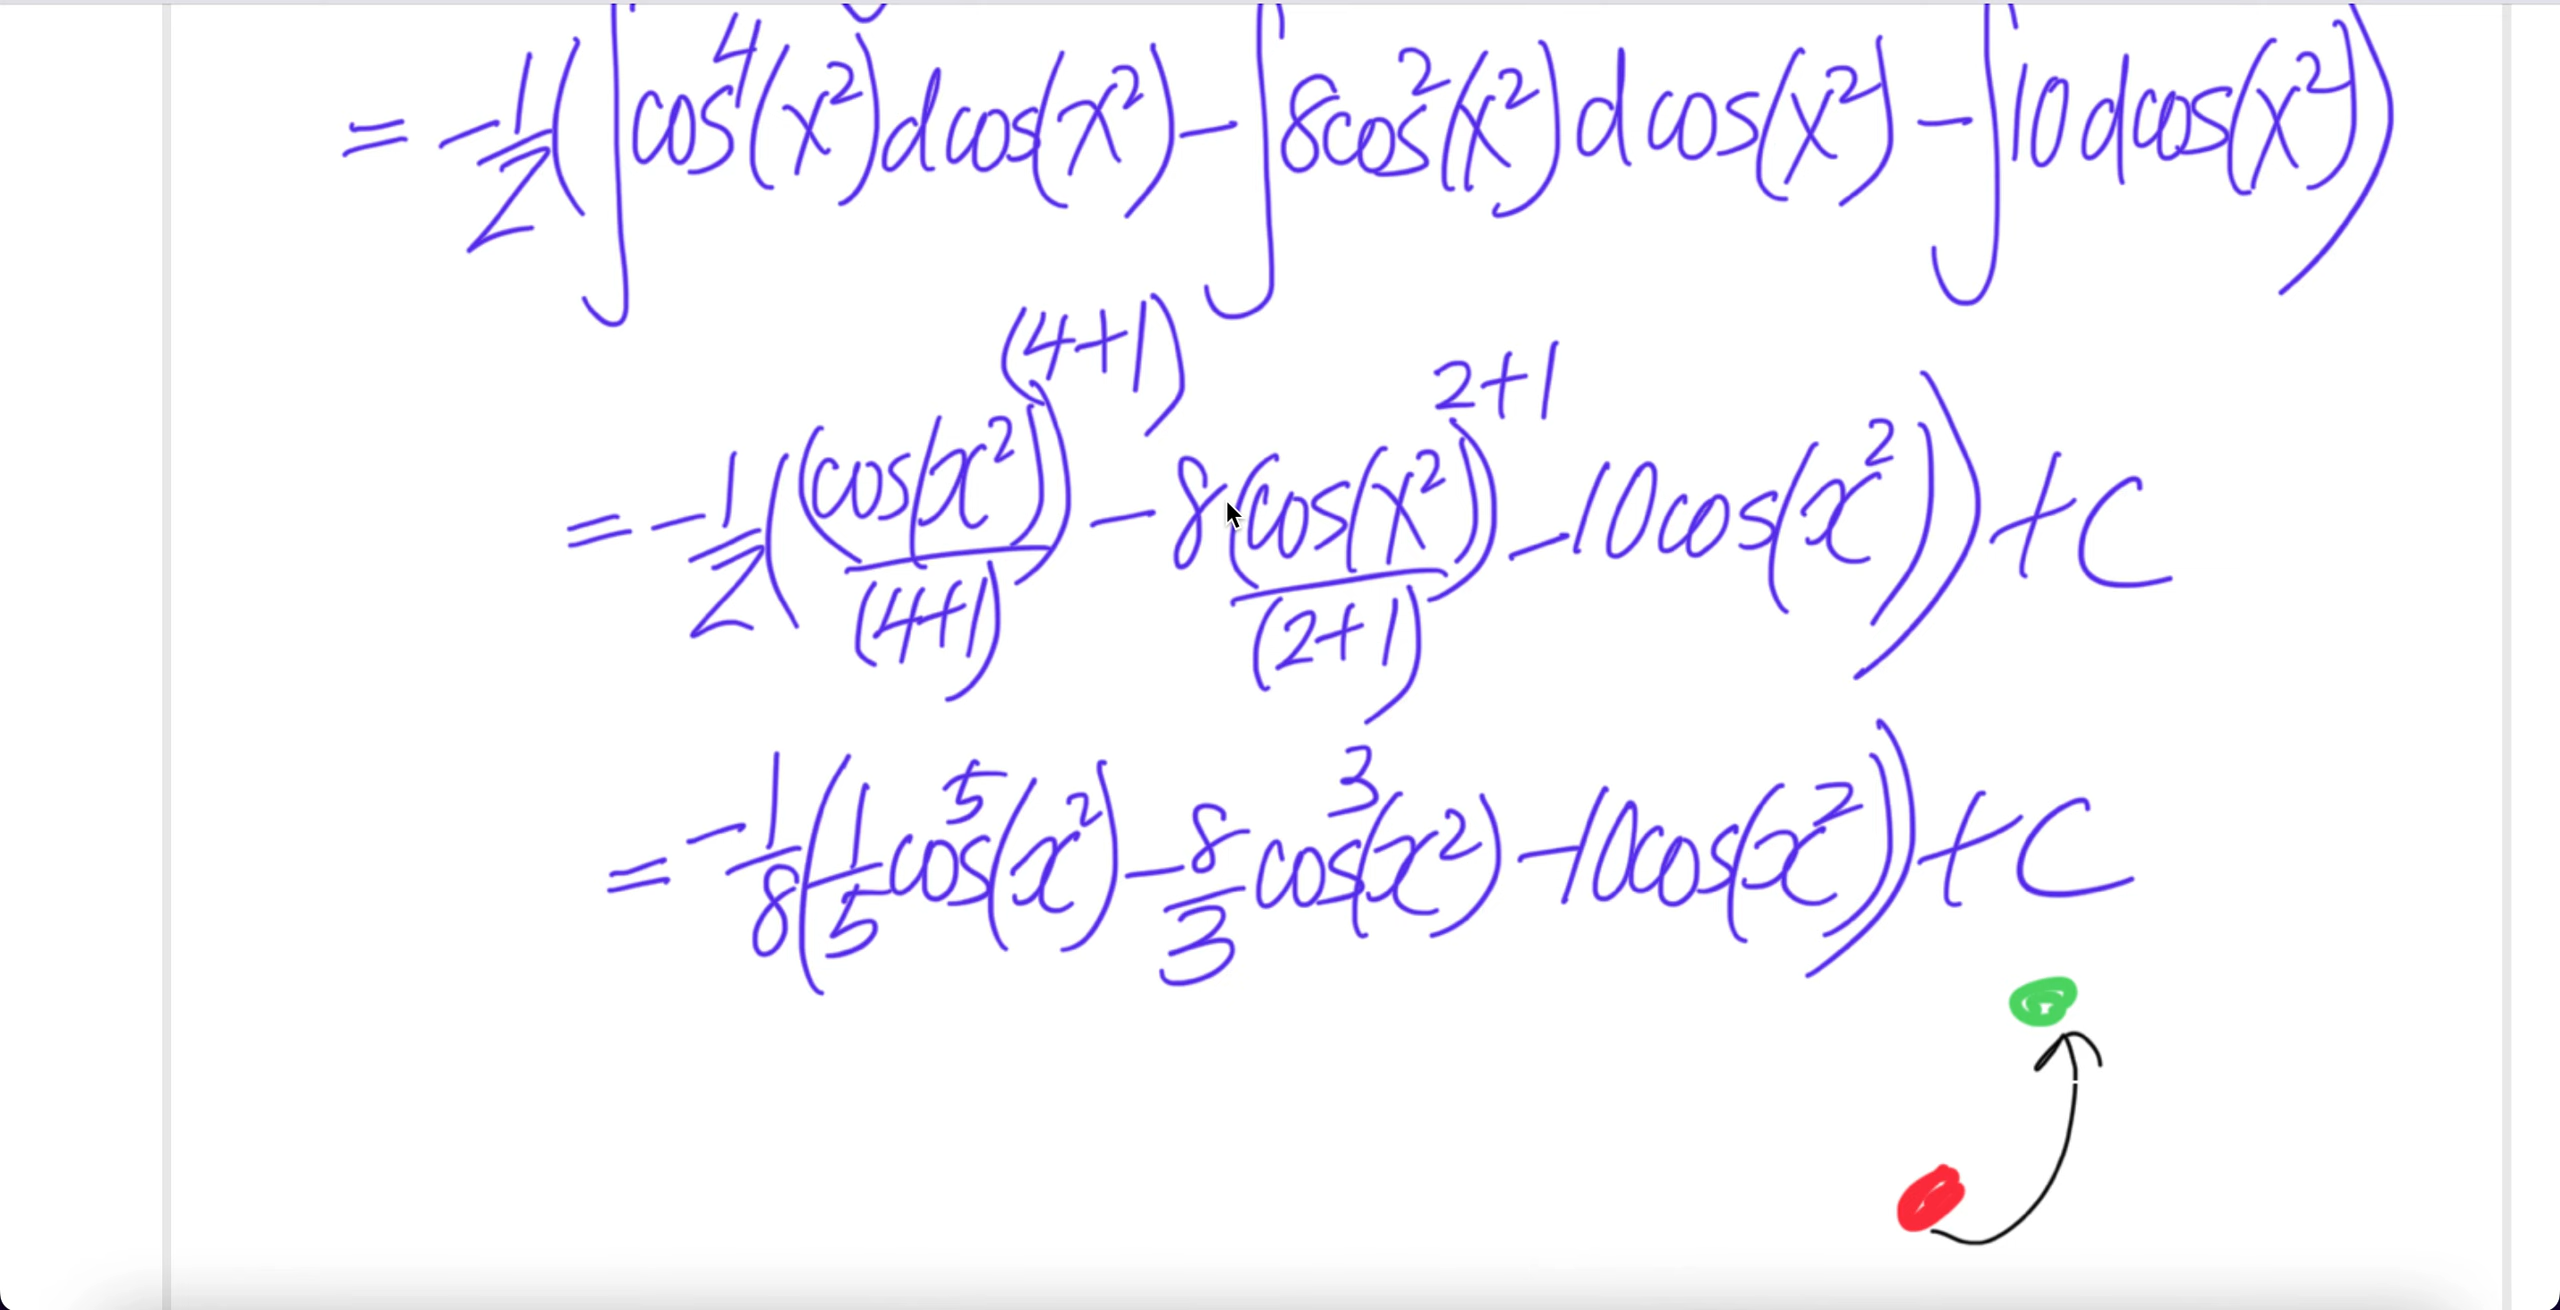 = -1/2 (∫cos⁴(x²)dcos(x²) - ∫8cos²(x²)dcos(x²) - ∫10dcos(x²))
= -1/2 ((cos(x²))^(4+1)/(4+1) - 8(cos(x²))^2+1/(2+1) - 10cos(x²)) + C
= -1/8 (1/5 cos⁵(x²) - 8/3 cos³(x²) - 10cos(x²)) + C